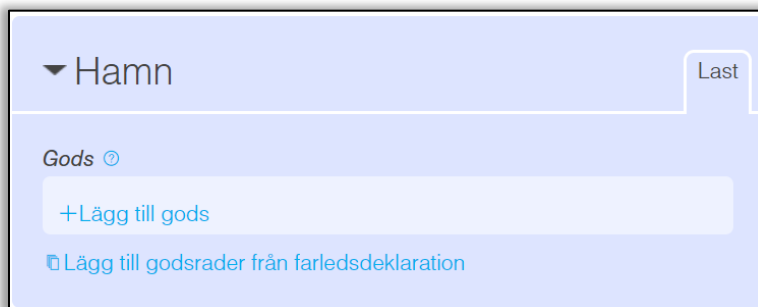 Hamn
Last
Gods
+Lägg till gods
Lägg till godsrader från farledsdeklaration